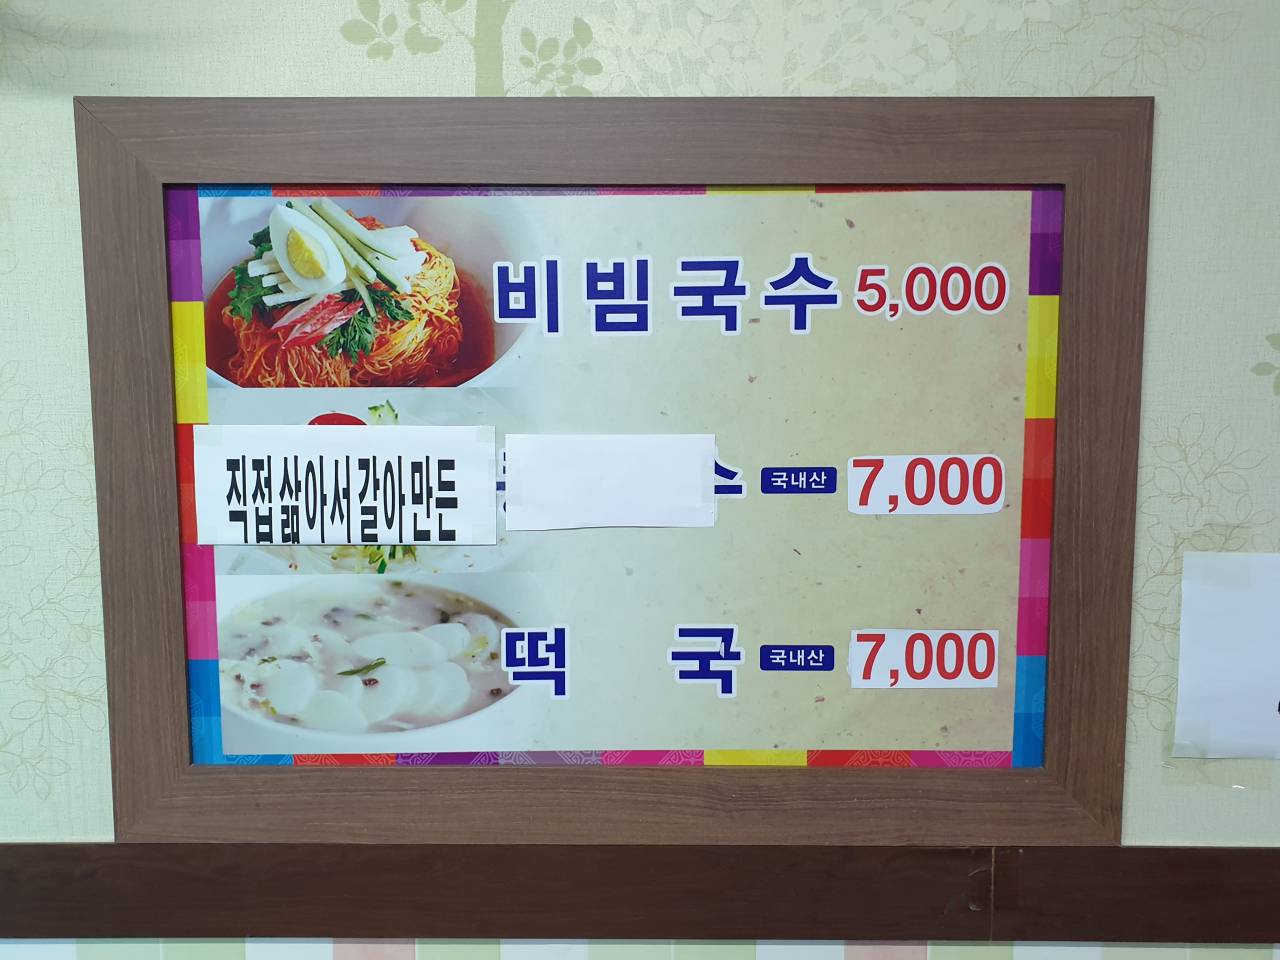 비빔국수 5,000
직접 삶아서 갈아만든
국내산 7,000
떡 국 국내산 7,000